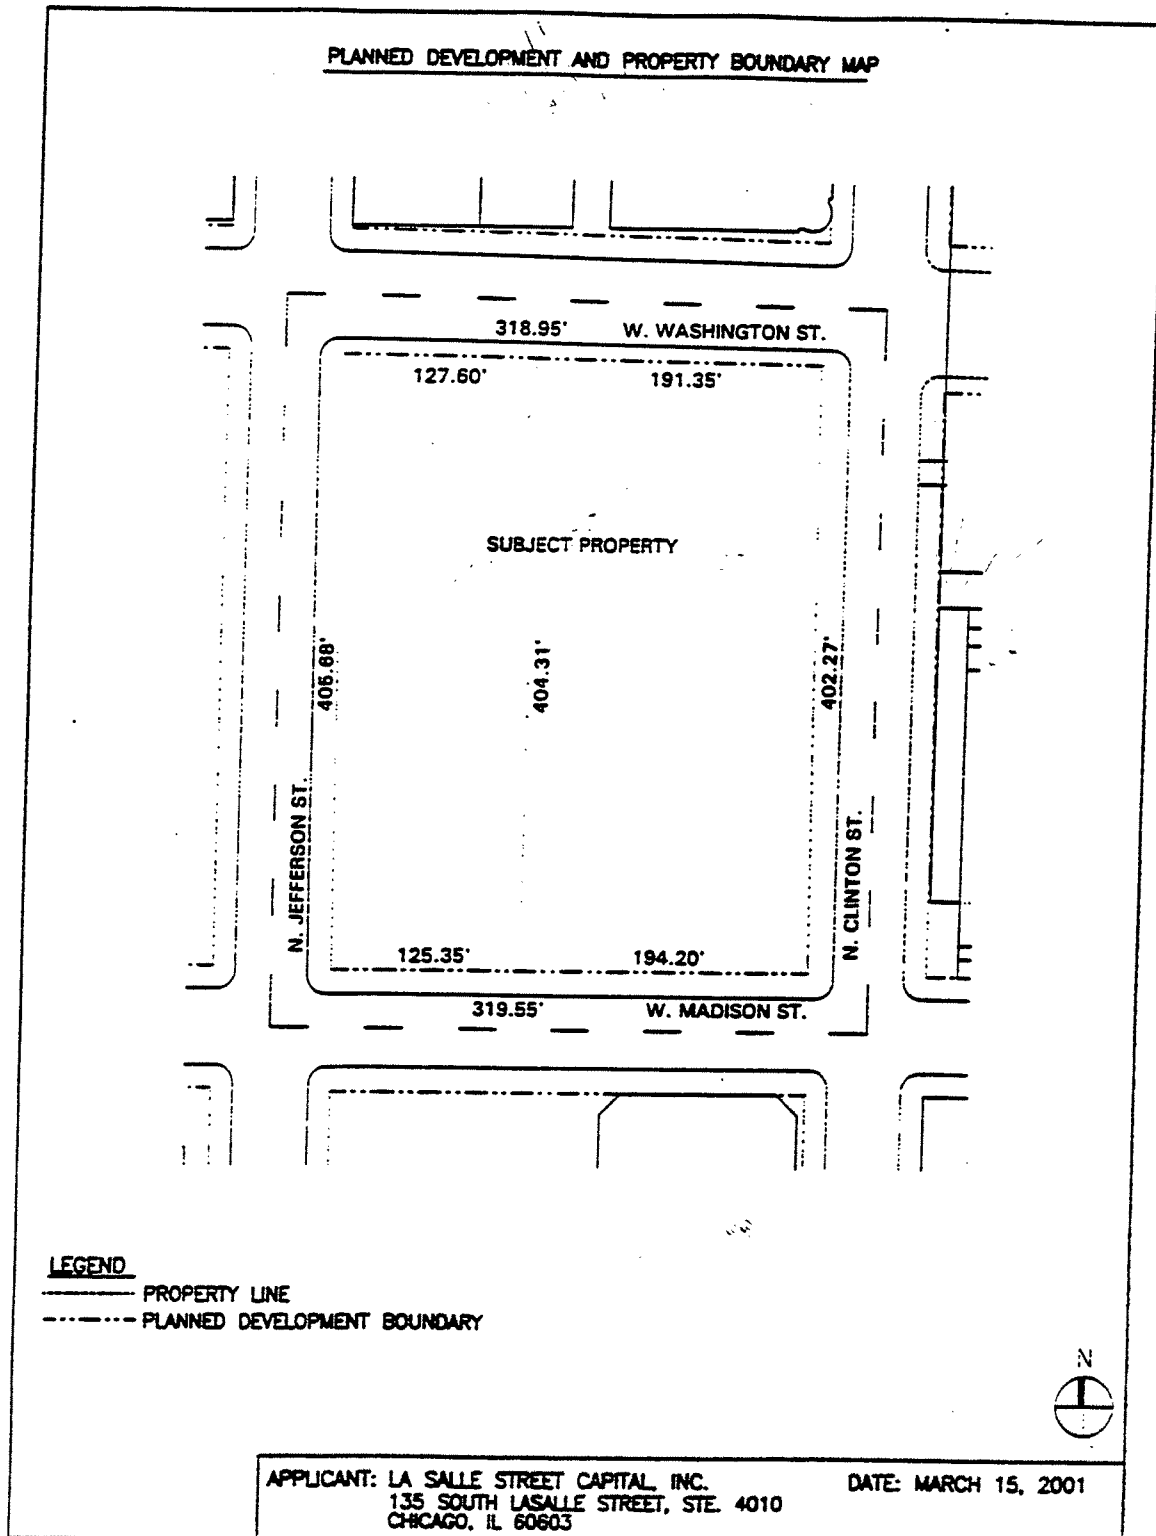 PLANNED DEVELOPMENT AND PROPERTY BOUNDARY MAP
318.95' W. WASHINGTON ST.
127.60' 191.35'
SUBJECT PROPERTY
406.68'
404.31'
402.27'
N. JEFFERSON ST.
N. CLINTON ST.
125.35' 194.20'
319.55' W. MADISON ST.
LEGEND
PROPERTY LINE
PLANNED DEVELOPMENT BOUNDARY
N
APPLICANT: LA SALLE STREET CAPITAL, INC. DATE: MARCH 15, 2001
135 SOUTH LASALLE STREET, STE. 4010
CHICAGO, IL 60603